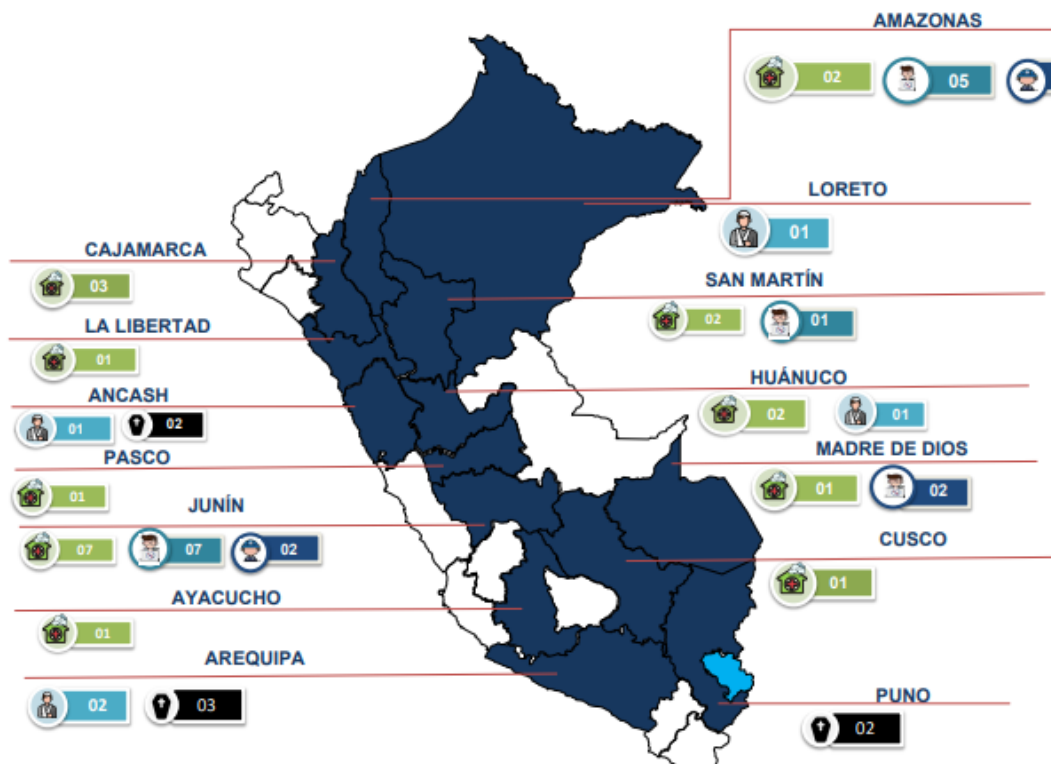 AMAZONAS
02 05
LORETO
01
CAJAMARCA
03
SAN MARTÍN
02 01
LA LIBERTAD
01
HUÁNUCO
02 01
ANCASH
01 02
MADRE DE DIOS
01 02
PASCO
01
JUNÍN
07 07 02
CUSCO
01
AYACUCHO
01
AREQUIPA
02 03
PUNO
02